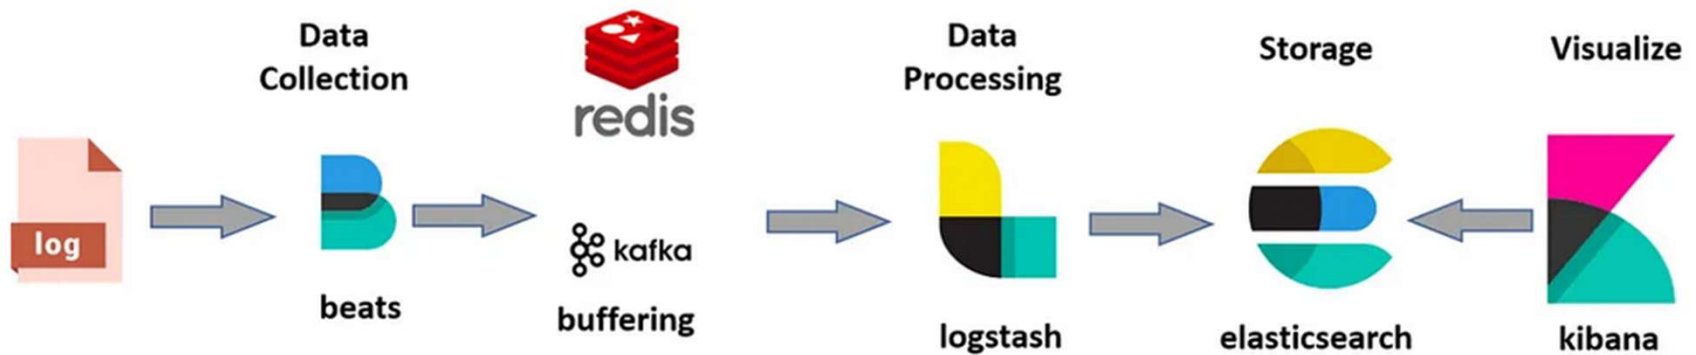 log
Data
Collection
beats
redis
kafka
buffering
Data
Processing
logstash
Storage
elasticsearch
Visualize
kibana